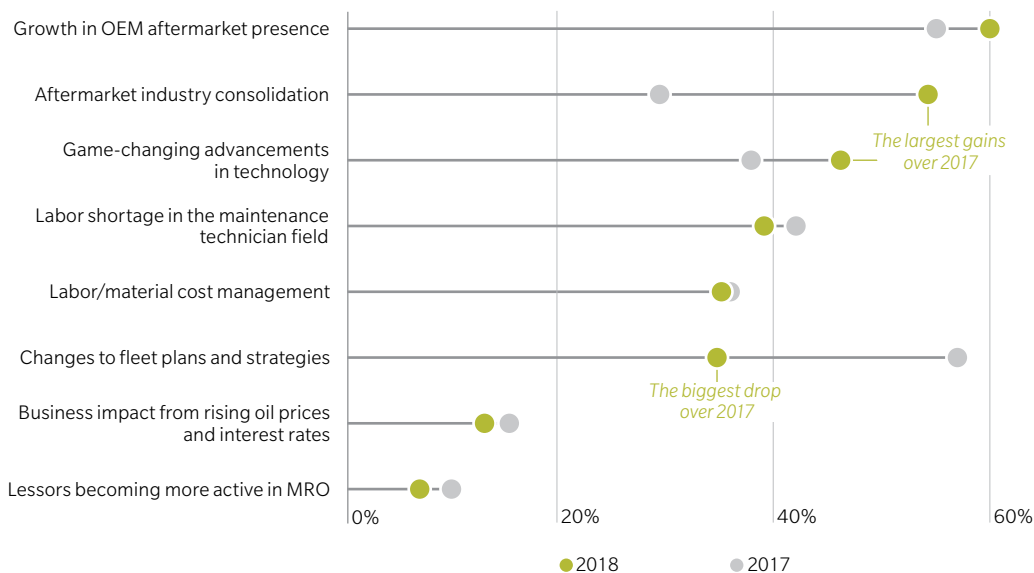 Growth in OEM aftermarket presence
Aftermarket industry consolidation
The largest gains
over 2017
Game-changing advancements
in technology
Labor shortage in the maintenance
technician field
Labor/material cost management
Changes to fleet plans and strategies
The biggest drop
over 2017
Business impact from rising oil prices
and interest rates
Lessors becoming more active in MRO
0% 20% 40% 60%
2018 2017